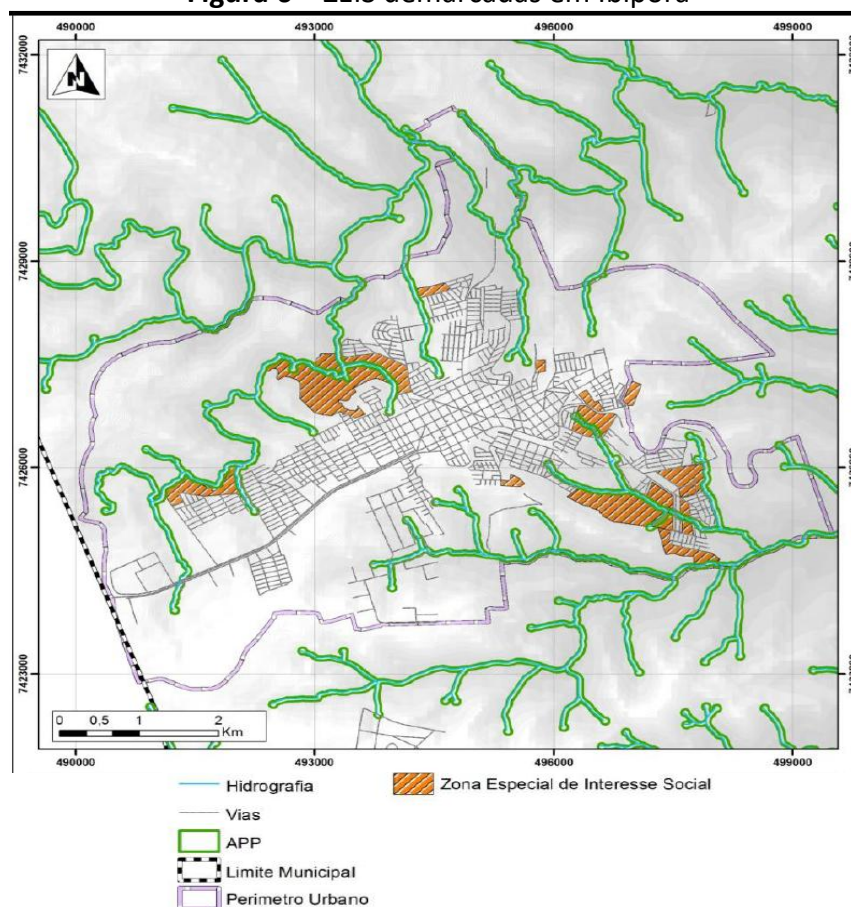 490000 493000 496000 499000
7432000
N
7429000
7426000
7423000
0 0,5 1 2
Km
490000 493000 496000 499000
Hidrografia
Zona Especial de Interesse Social
Vias
APP
Limite Municipal
Perimetro Urbano